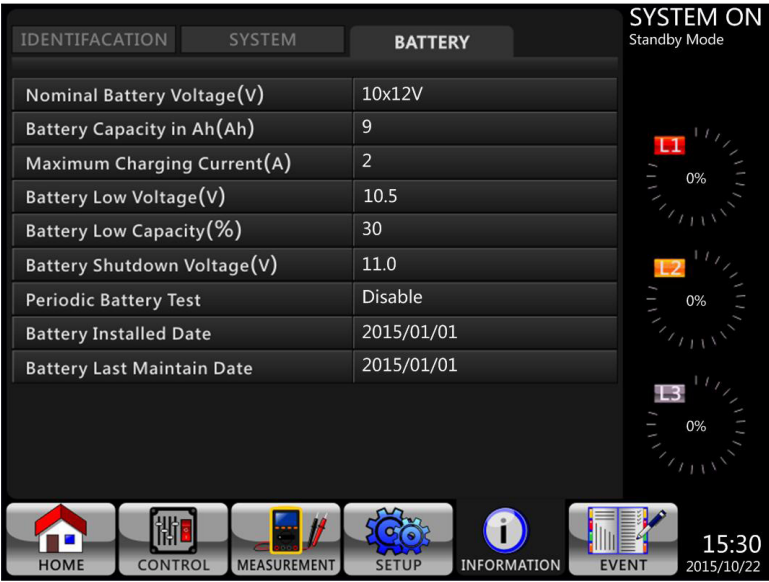 SYSTEM ON
Standby Mode
IDENTIFACATION SYSTEM BATTERY
Nominal Battery Voltage(V) 10x12V
Battery Capacity in Ah(Ah) 9
Maximum Charging Current(A) 2
Battery Low Voltage(V) 10.5
Battery Low Capacity(%) 30
Battery Shutdown Voltage(V) 11.0
Periodic Battery Test Disable
Battery Installed Date 2015/01/01
Battery Last Maintain Date 2015/01/01
L1
0%
L2
0%
L3
0%
HOME CONTROL MEASUREMENT SETUP INFORMATION EVENT
15:30
2015/10/22